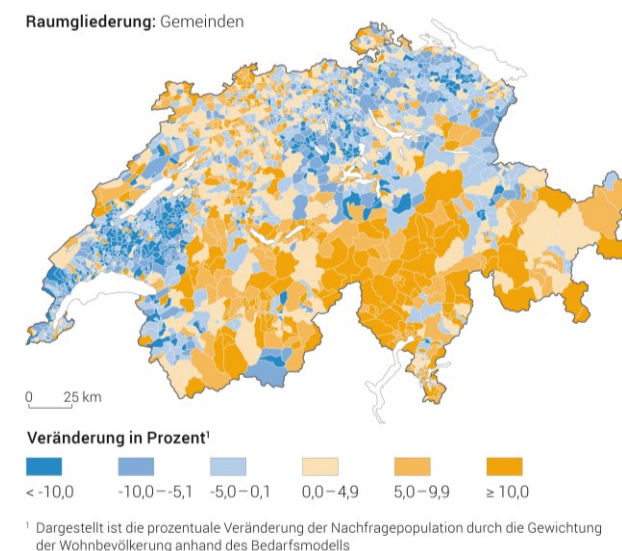 Raumgliederung: Gemeinden
0 25 km
Veränderung in Prozent¹
< -10,0 -10,0 – -5,1 -5,0 – 0,1 0,0 – 4,9 5,0 – 9,9 ≥ 10,0
¹ Dargestellt ist die prozentuale Veränderung der Nachfragepopulation durch die Gewichtung
der Wohnbevölkerung anhand des Bedarfsmodells